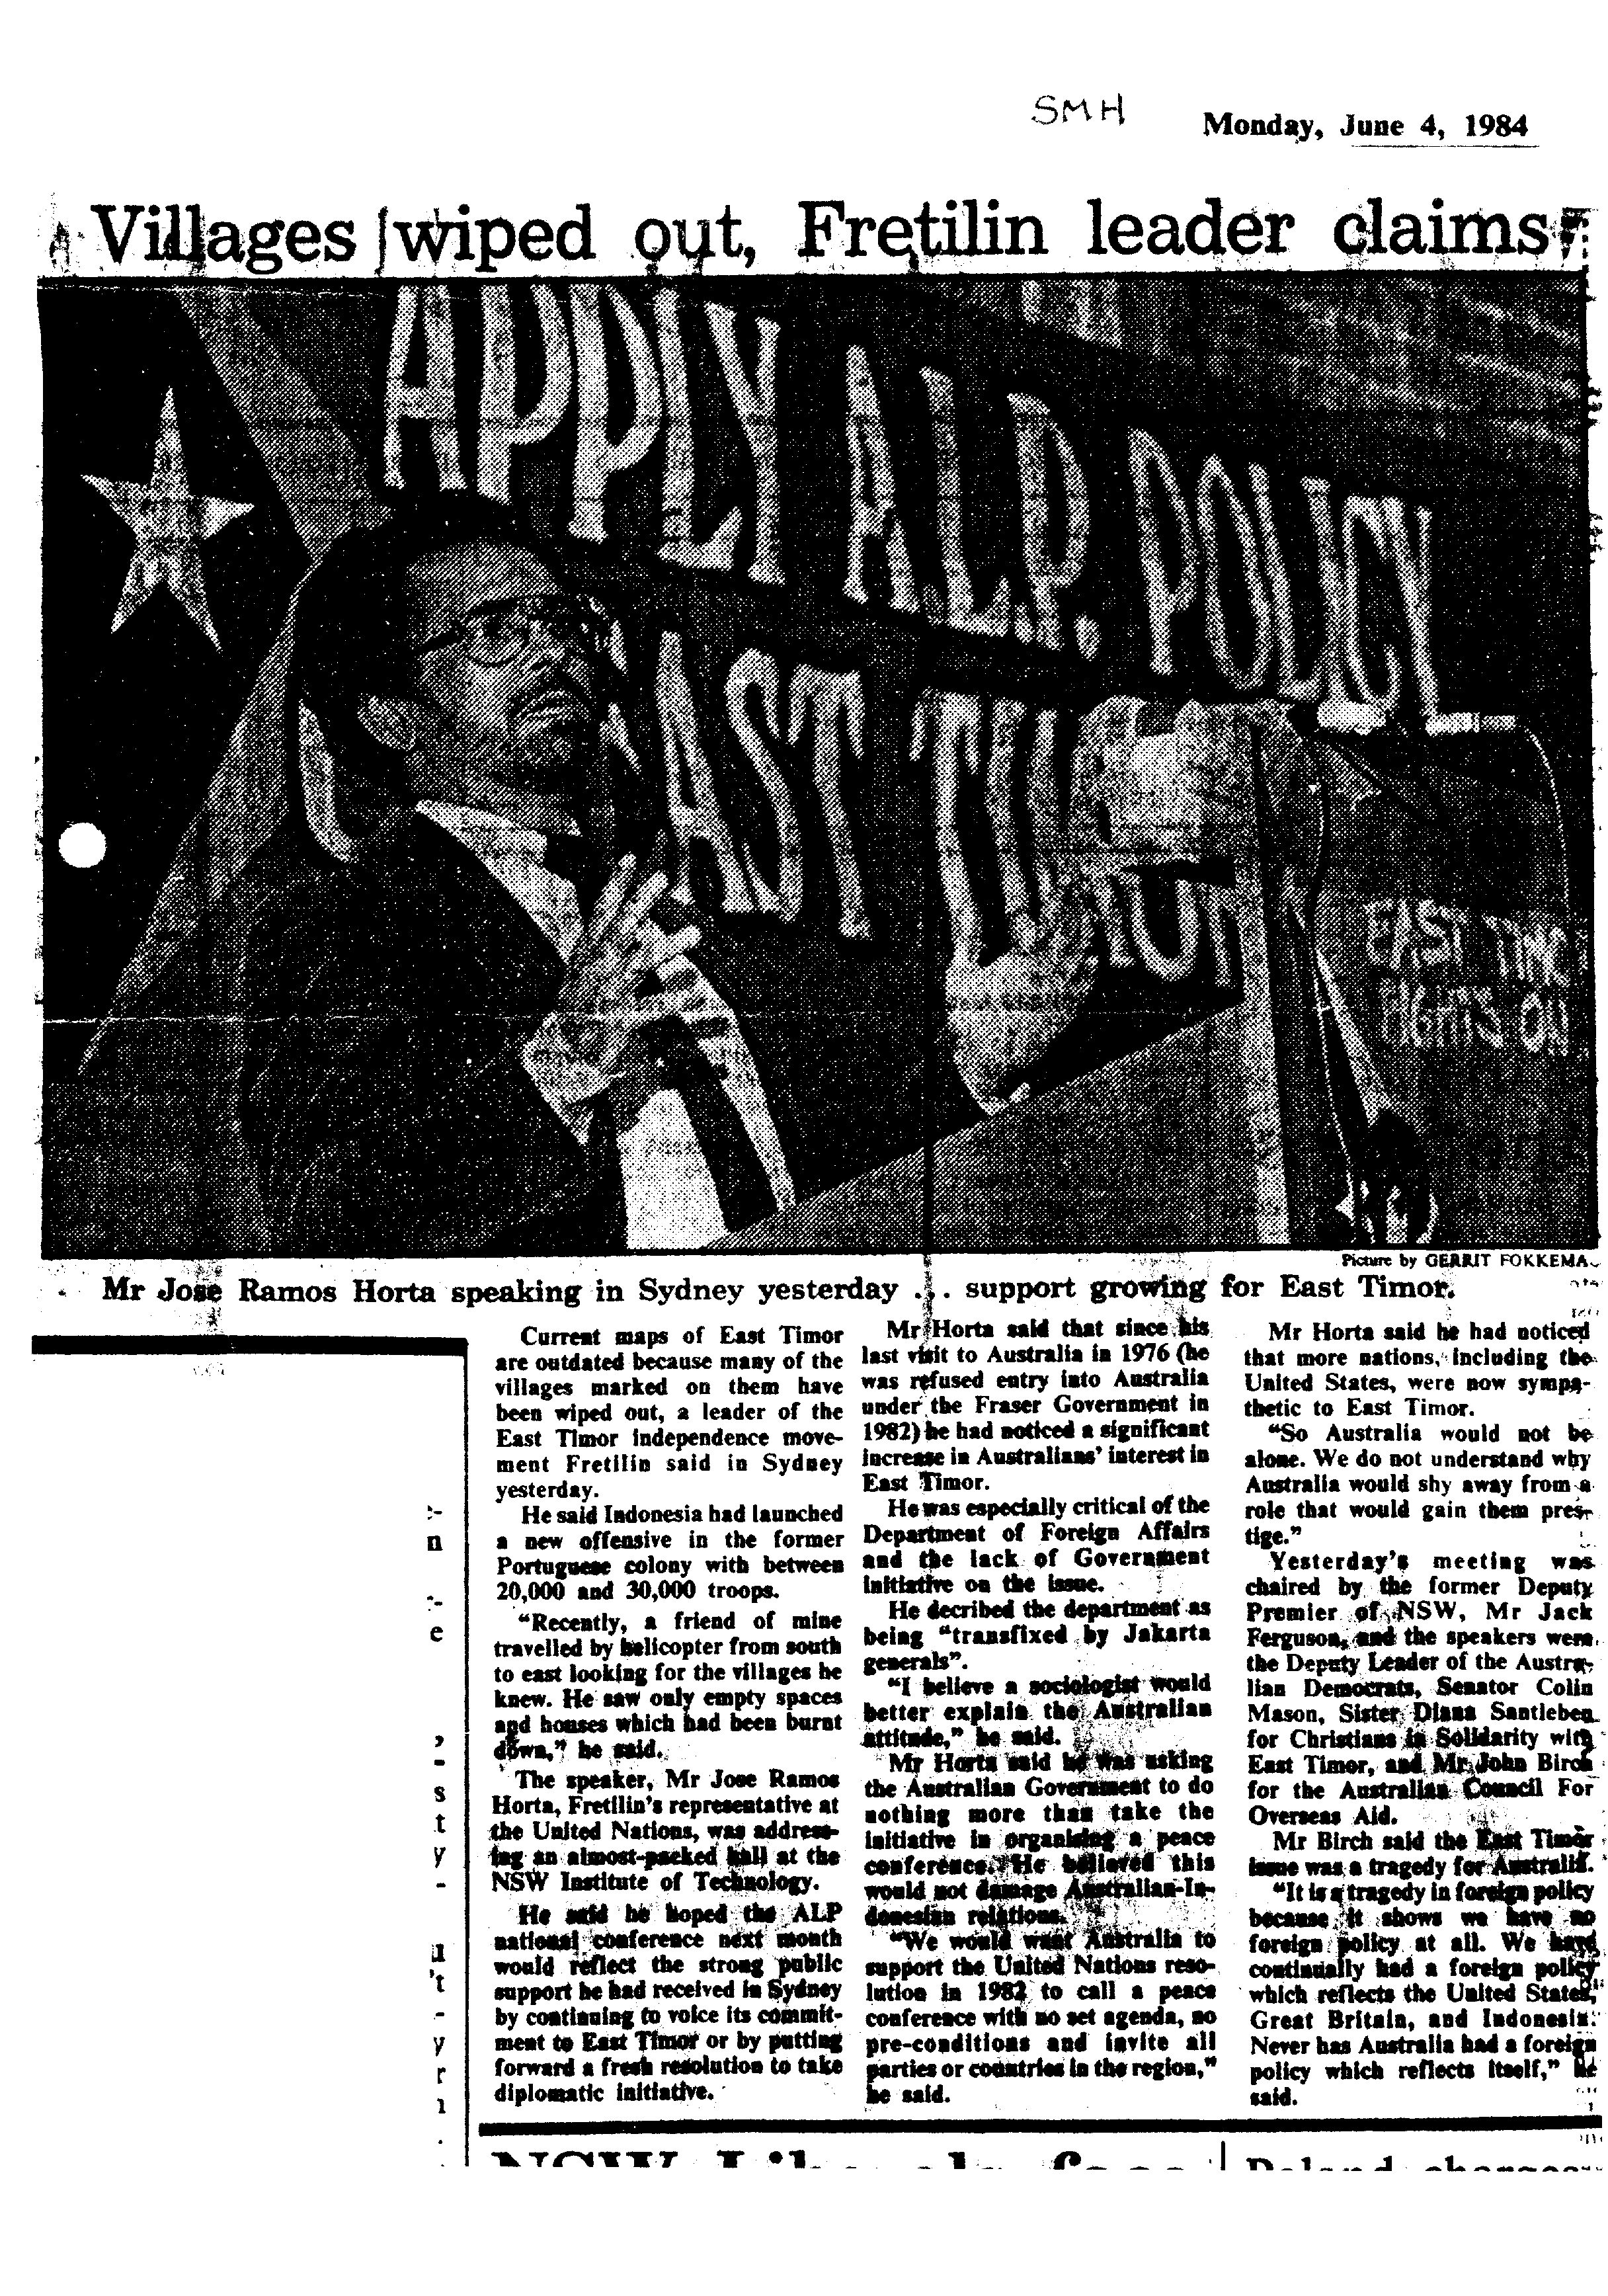 SMH
Monday, June 4, 1984
Villages wiped out, Fretilin leader claims
APPLY A.L.P. POLICY
EAST TIMO
FIGHTS ON
Picture by GERRIT FOKKEMA
Mr Jose Ramos Horta speaking in Sydney yesterday ... support growing for East Timor.
Current maps of East Timor
are outdated because many of the
villages marked on them have
been wiped out, a leader of the
East Timor independence move-
ment Fretilin said in Sydney
yesterday.
He said Indonesia had launched
a new offensive in the former
Portuguese colony with between
20,000 and 30,000 troops.
“Recently, a friend of mine
travelled by helicopter from south
to east looking for the villages he
knew. He saw only empty spaces
and houses which had been burnt
down,” he said.
The speaker, Mr Jose Ramos
Horta, Fretilin’s representative at
the United Nations, was address-
ing an almost-packed hall at the
NSW Institute of Technology.
He said he hoped the ALP
national conference next month
would reflect the strong public
support he had received in Sydney
by continuing to voice its commit-
ment to East Timor or by putting
forward a fresh resolution to take
diplomatic initiative.
Mr Horta said that since his
last visit to Australia in 1976 (he
was refused entry into Australia
under the Fraser Government in
1982) he had noticed a significant
increase in Australians’ interest in
East Timor.
He was especially critical of the
Department of Foreign Affairs
and the lack of Government
initiative on the issue.
He decribed the department as
being “transfixed by Jakarta
generals”.
“I believe a sociologist would
better explain the Australian
attitude,” he said.
Mr Horta said he was asking
the Australian Government to do
nothing more than take the
initiative in organising a peace
conference. He believed this
would not damage Australian-In-
donesian relations.
“We would want Australia to
support the United Nations reso-
lution in 1982 to call a peace
conference with no set agenda, no
pre-conditions and invite all
parties or countries in the region,”
he said.
Mr Horta said he had noticed
that more nations, including the
United States, were now sympa-
thetic to East Timor.
“So Australia would not be
alone. We do not understand why
Australia would shy away from a
role that would gain them pres-
tige.”
Yesterday’s meeting was
chaired by the former Deputy
Premier of NSW, Mr Jack
Ferguson, and the speakers were
the Deputy Leader of the Austra-
lian Democrats, Senator Colin
Mason, Sister Diana Santleben
for Christians in Solidarity with
East Timor, and Mr John Birch
for the Australian Council For
Overseas Aid.
Mr Birch said the East Timor
issue was a tragedy for Australia.
“It is a tragedy in foreign policy
because it shows we have no
foreign policy at all. We have
continually had a foreign policy
which reflects the United States,
Great Britain, and Indonesia.
Never has Australia had a foreign
policy which reflects itself,” he
said.